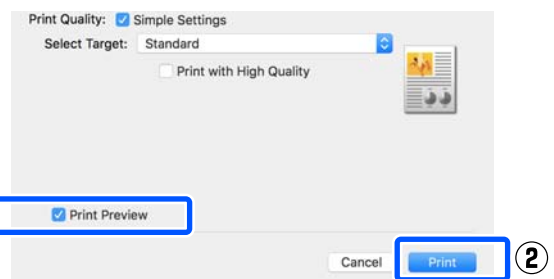 Print Quality: Simple Settings
Select Target: Standard
Print with High Quality
Print Preview
Cancel Print ②